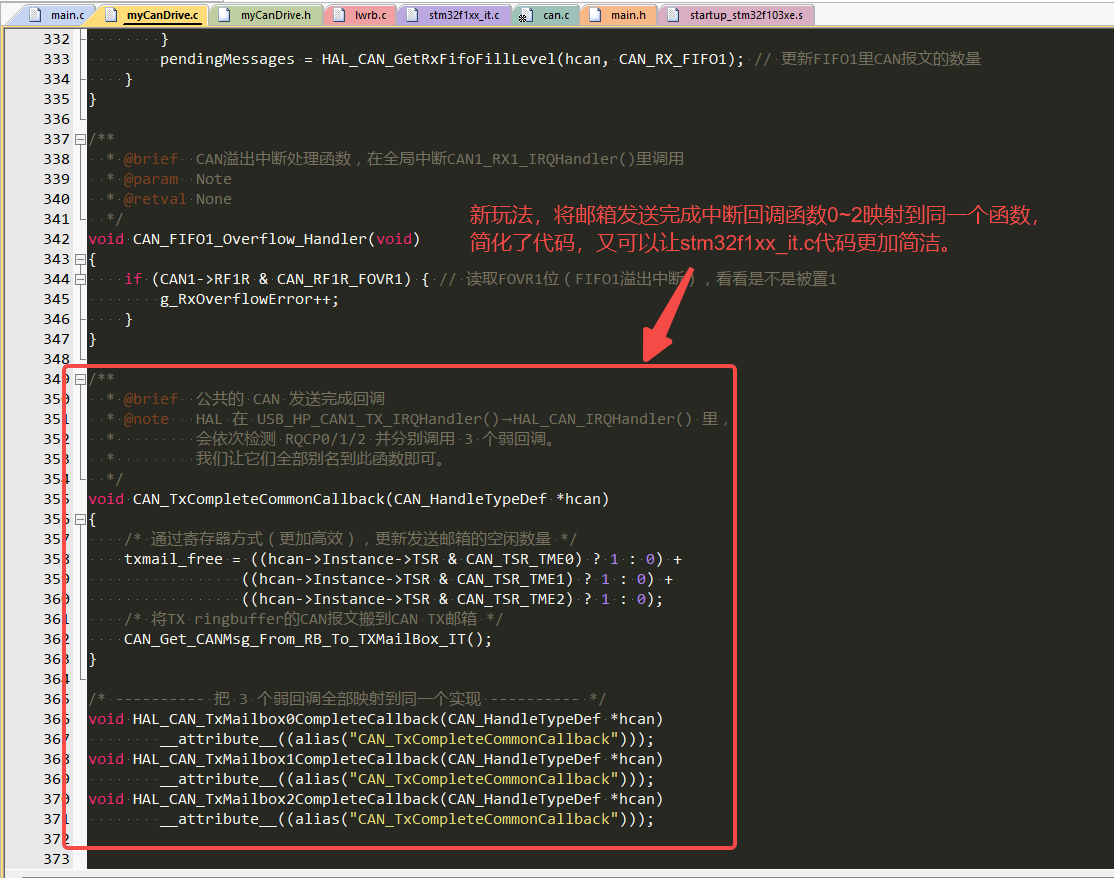 main.c myCanDrive.c myCanDrive.h lwrb.c stm32f1xx_it.c can.c main.h startup_stm32f103xe.s
332 }
333 pendingMessages = HAL_CAN_GetRxFifoFillLevel(hcan, CAN_RX_FIFO1); // 更新FIFO1里CAN报文的数量
334 }
335 }
336
337 /**
338 * @brief CAN溢出中断处理函数，在全局中断CAN1_RX1_IRQHandler()里调用
339 * @param Note
340 * @retval None
341 */
新玩法，将邮箱发送完成中断回调函数0~2映射到同一个函数，
简化了代码，又可以让stm32f1xx_it.c代码更加简洁。
342 void CAN_FIFO1_Overflow_Handler(void)
343 {
344 if (CAN1->RF1R & CAN_RF1R_FOVR1) { // 读取FOVR1位（FIFO1溢出中断），看看是不是被置1
345 g_RxOverflowError++;
346 }
347 }
348
349 /**
350 * @brief 公共的 CAN 发送完成回调
351 * @note HAL 在 USB_HP_CAN1_TX_IRQHandler()→HAL_CAN_IRQHandler() 里，
352 * 会依次检测 RQCP0/1/2 并分别调用 3 个弱回调。
353 * 我们让它们全部别名到此函数即可。
354 */
355 void CAN_TxCompleteCommonCallback(CAN_HandleTypeDef *hcan)
356 {
357 /* 通过寄存器方式（更加高效），更新发送邮箱的空闲数量 */
358 txmail_free = ((hcan->Instance->TSR & CAN_TSR_TME0) ? 1 : 0) +
359 ((hcan->Instance->TSR & CAN_TSR_TME1) ? 1 : 0) +
360 ((hcan->Instance->TSR & CAN_TSR_TME2) ? 1 : 0);
361 /* 将TX ringbuffer的CAN报文搬到CAN TX邮箱 */
362 CAN_Get_CANMsg_From_RB_To_TXMailBox_IT();
363 }
364
365 /* ---------- 把 3 个弱回调全部映射到同一个实现 ---------- */
366 void HAL_CAN_TxMailbox0CompleteCallback(CAN_HandleTypeDef *hcan)
367 __attribute__((alias("CAN_TxCompleteCommonCallback")));
368 void HAL_CAN_TxMailbox1CompleteCallback(CAN_HandleTypeDef *hcan)
369 __attribute__((alias("CAN_TxCompleteCommonCallback")));
370 void HAL_CAN_TxMailbox2CompleteCallback(CAN_HandleTypeDef *hcan)
371 __attribute__((alias("CAN_TxCompleteCommonCallback")));
372
373